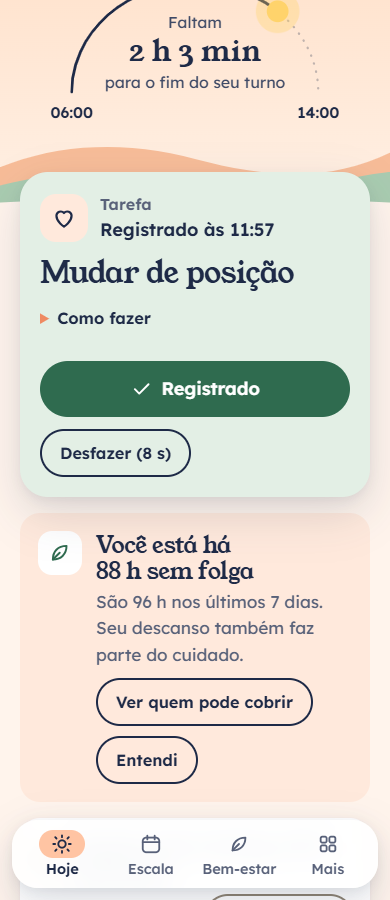 Faltam
2 h 3 min
para o fim do seu turno
06:00
14:00
Tarefa
Registrado às 11:57
Mudar de posição
Como fazer
Registrado
Desfazer (8 s)
Você está há
88 h sem folga
São 96 h nos últimos 7 dias.
Seu descanso também faz
parte do cuidado.
Ver quem pode cobrir
Entendi
Hoje
Escala
Bem-estar
Mais